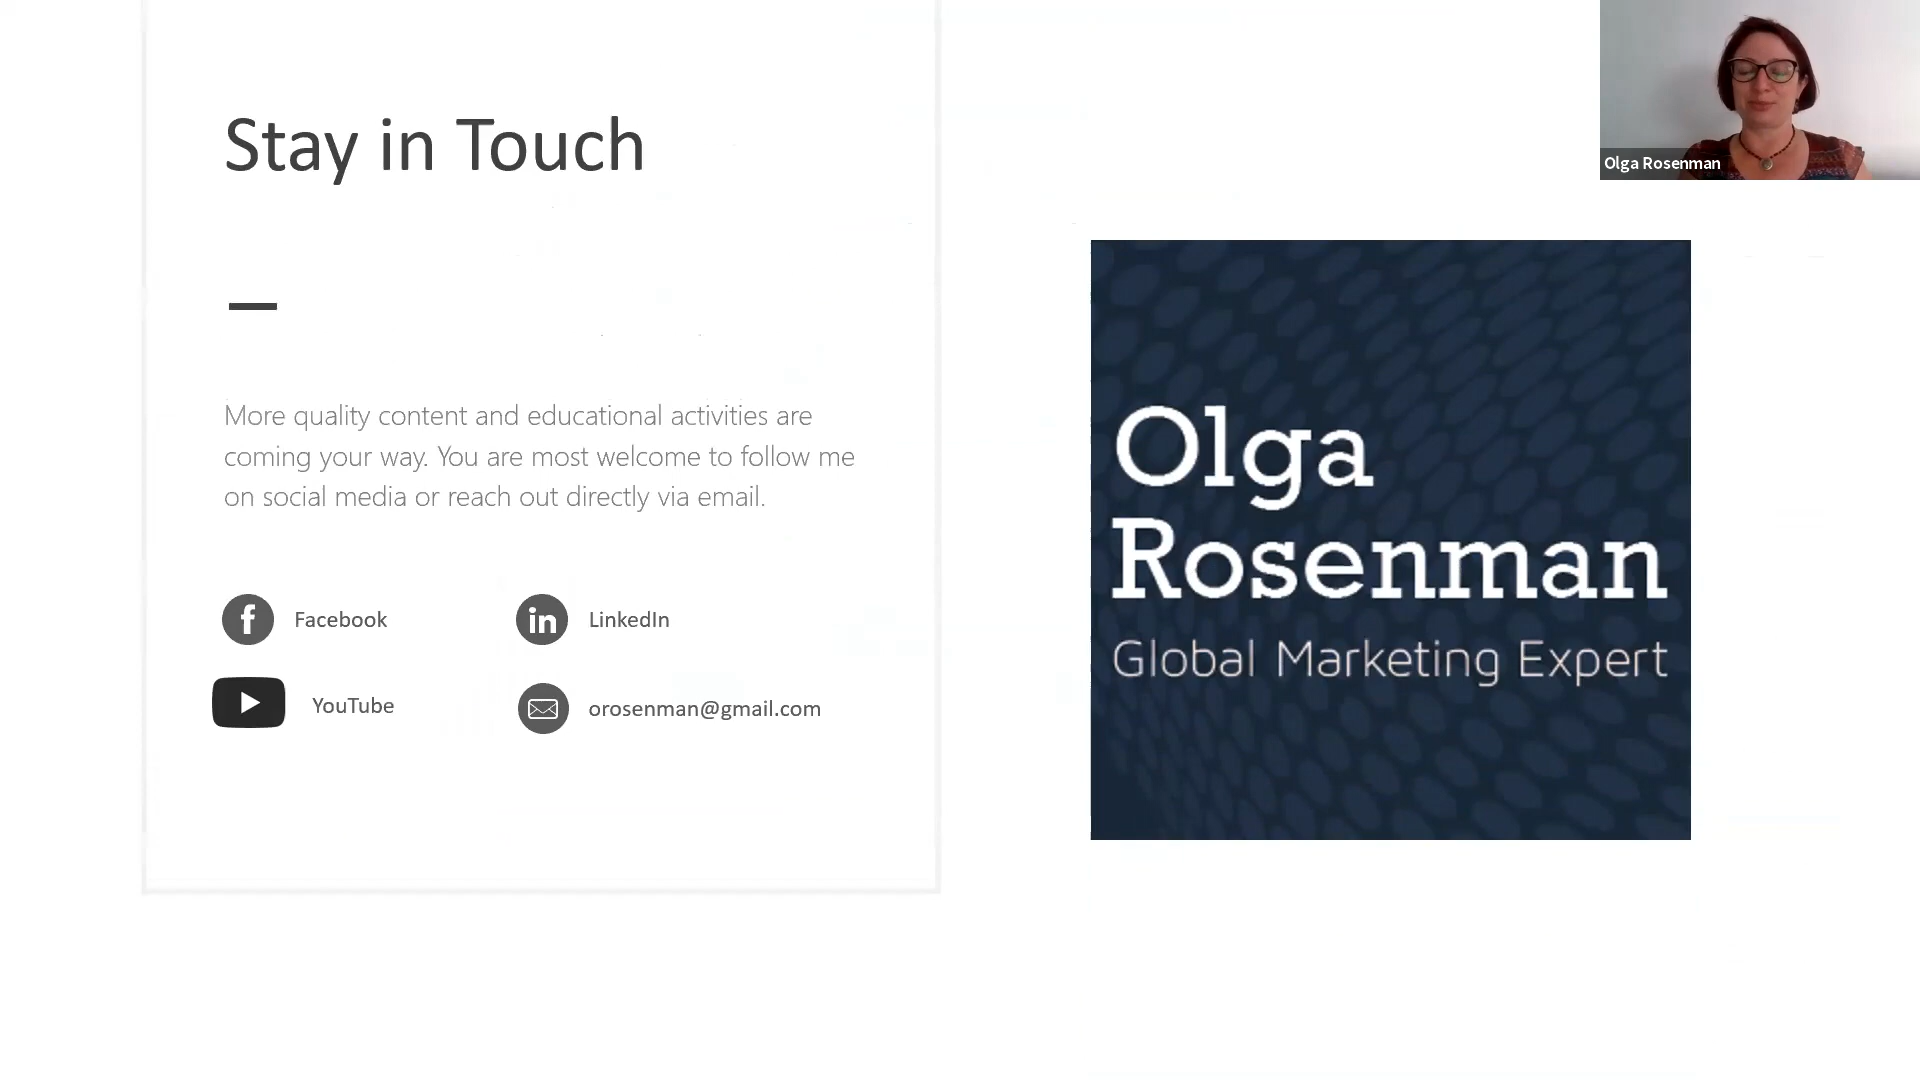 Stay in Touch
More quality content and educational activities are
coming your way. You are most welcome to follow me
on social media or reach out directly via email.
Facebook
LinkedIn
YouTube
orosenman@gmail.com
Olga Rosenman
Olga
Rosenman
Global Marketing Expert